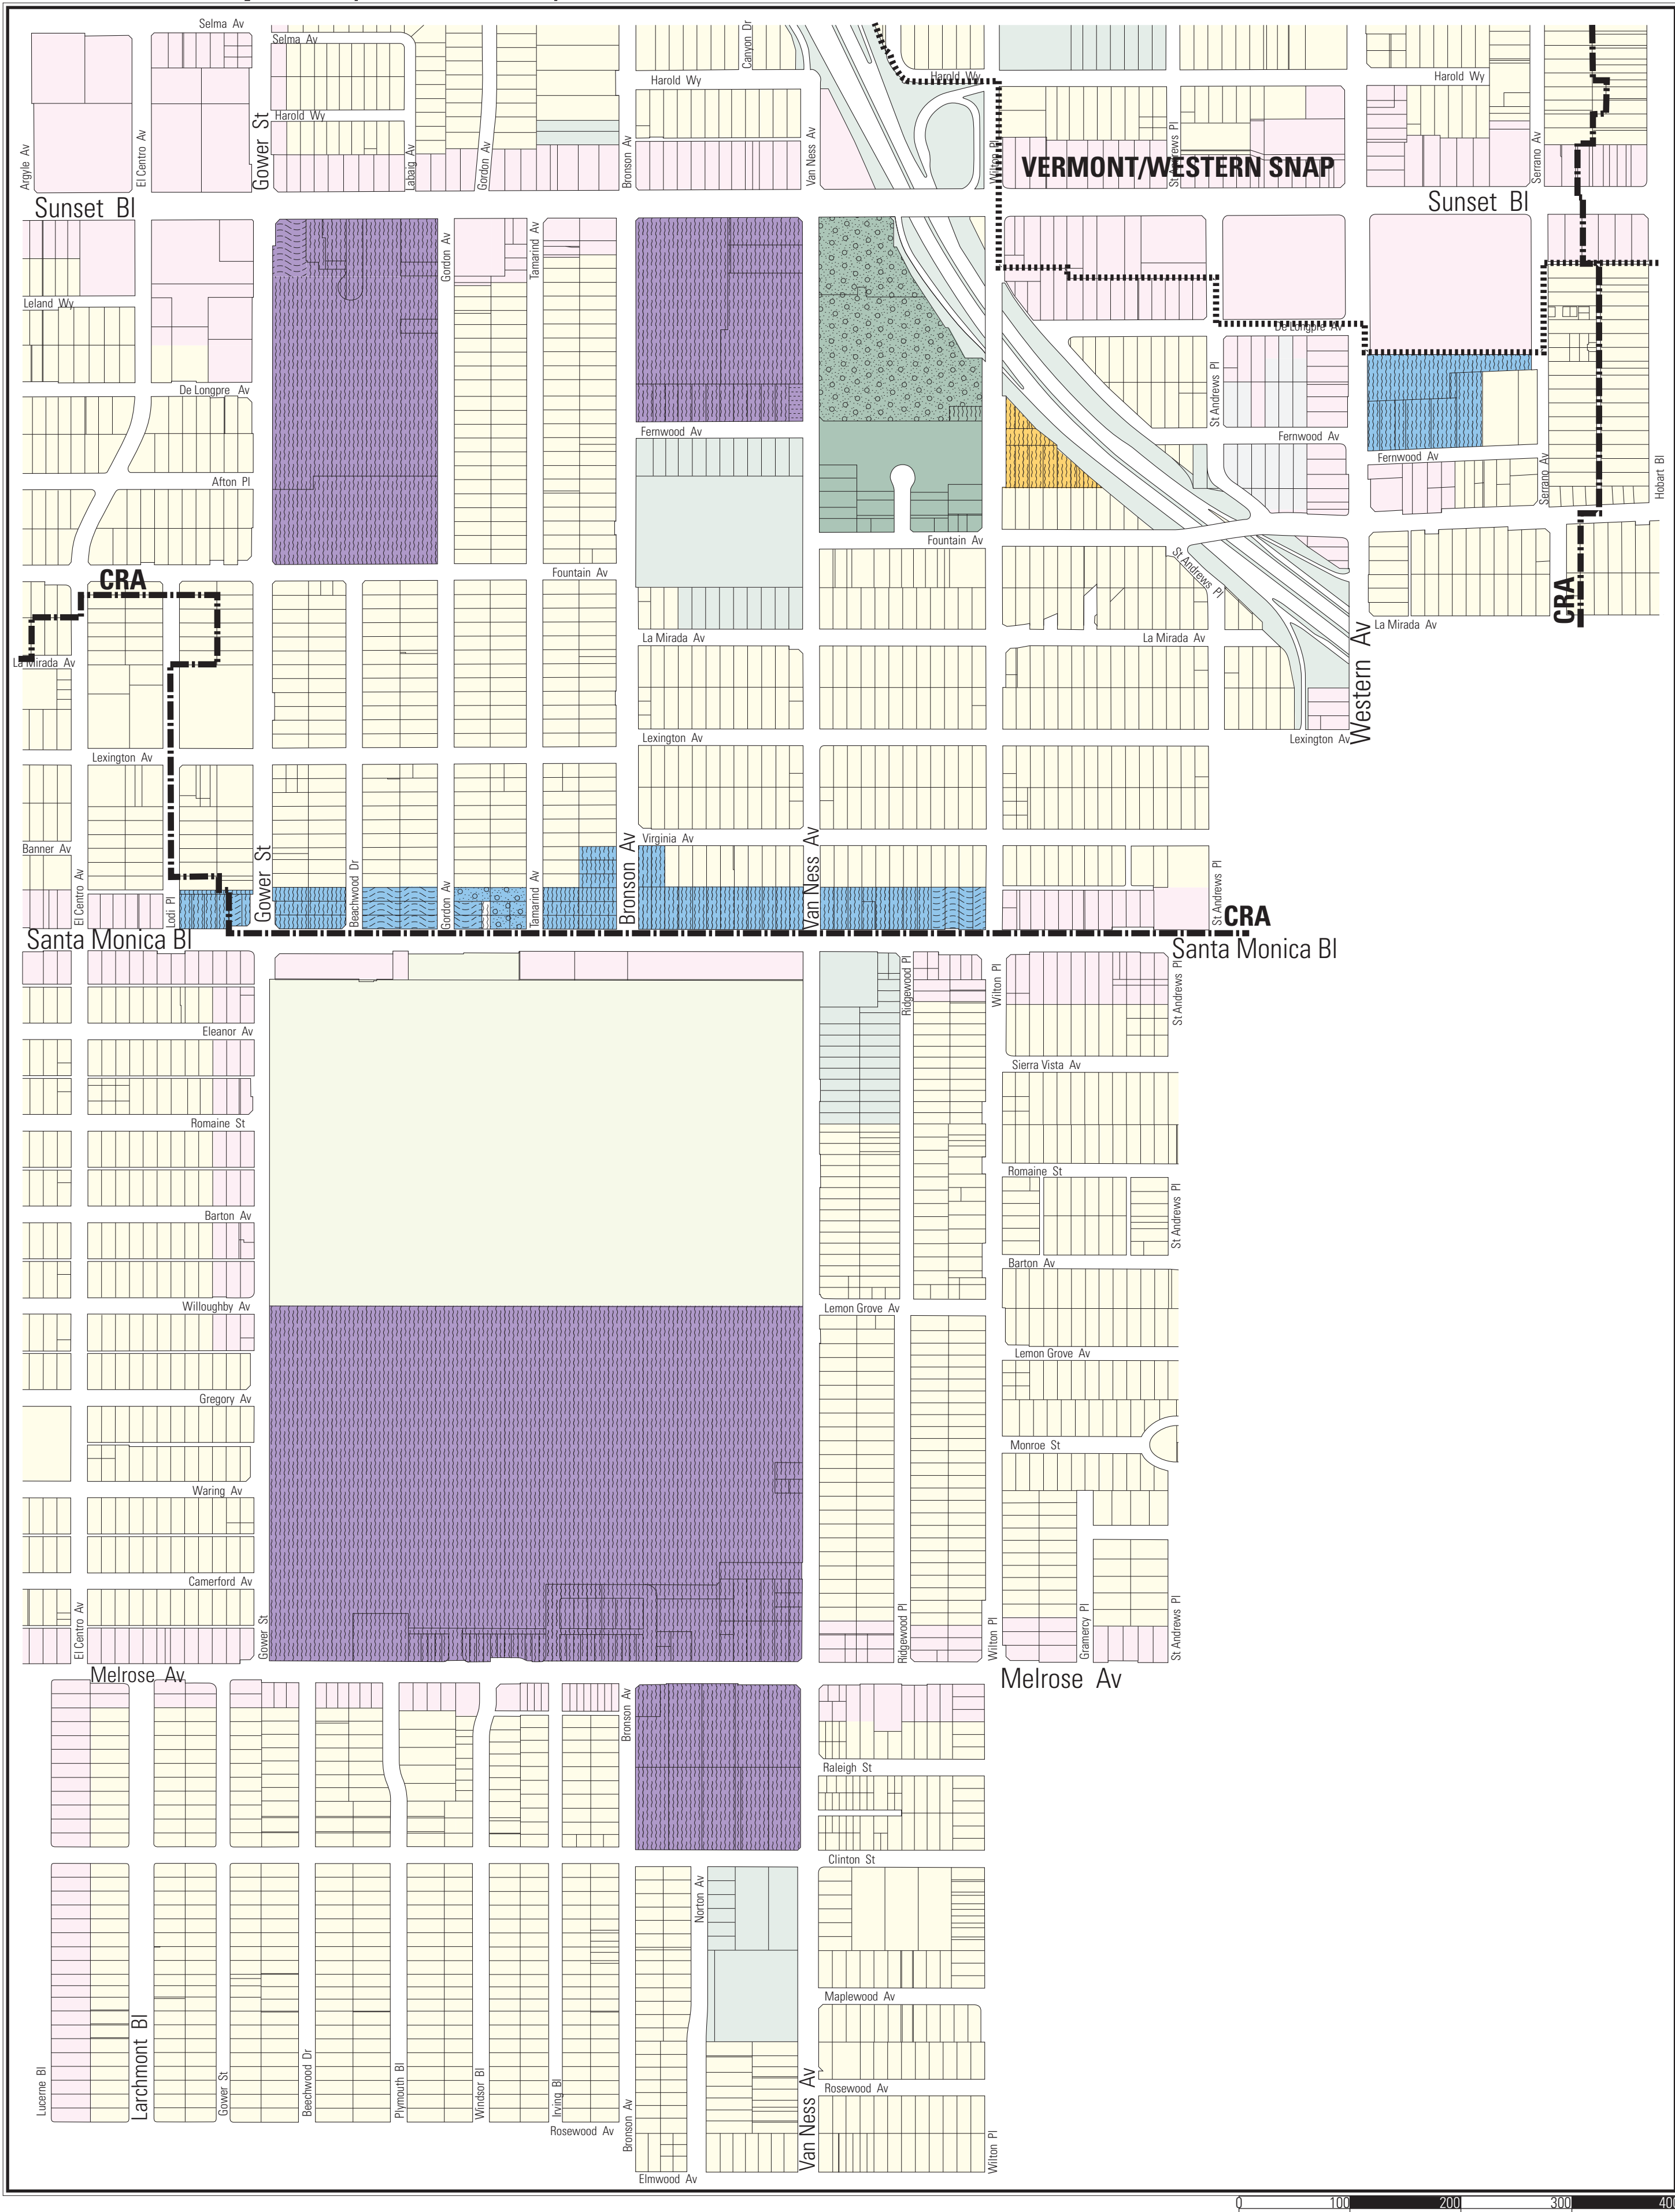 Selma Av
Selma Av
Canyon Dr
Harold Wy
Harold Wy
Harold Wy
Harold Wy
Argyle Av
El Centro Av
Gower St
Labaig Av
Gordon Av
Bronson Av
Van Ness Av
Wilton Pl
St Andrews Pl
VERMONT/WESTERN SNAP
Serrano Av
Sunset Bl
Sunset Bl
Gordon Av
Tamarind Av
Leland Wy
De Longpre Av
De Longpre Av
St Andrews Pl
Fernwood Av
Fernwood Av
Fernwood Av
Serrano Av
Hobart Bl
Afton Pl
Fountain Av
Fountain Av
St Andrews Pl
CRA
CRA
La Mirada Av
La Mirada Av
La Mirada Av
La Mirada Av
Western Av
Lexington Av
Lexington Av
Lexington Av
Banner Av
Virginia Av
El Centro Av
Lodi Pl
Gover St
Beachwood Dr
Gordon Av
Tamarind Av
Bronson Av
Van Ness Av
St Andrews Pl
CRA
Santa Monica Bl
Santa Monica Bl
Ridgewood Pl
Wilton Pl
St Andrews Pl
Eleanor Av
Sierra Vista Av
Romaine St
Romaine St
St Andrews Pl
Barton Av
Barton Av
Willoughby Av
Lemon Grove Av
Lemon Grove Av
Gregory Av
Monroe St
Waring Av
Camerford Av
El Centro Av
Gower St
Ridgewood Pl
Wilton Pl
Gramercy Pl
St Andrews Pl
Melrose Av
Melrose Av
Bronson Av
Raleigh St
Clinton St
Norton Av
Maplewood Av
Lucerne Bl
Larchmont Bl
Gower St
Beechwood Dr
Plymouth Bl
Windsor Bl
Irving Bl
Rosewood Av
Bronson Av
Van Ness Av
Rosewood Av
Wilton Pl
Elmwood Av
0 100 200 300